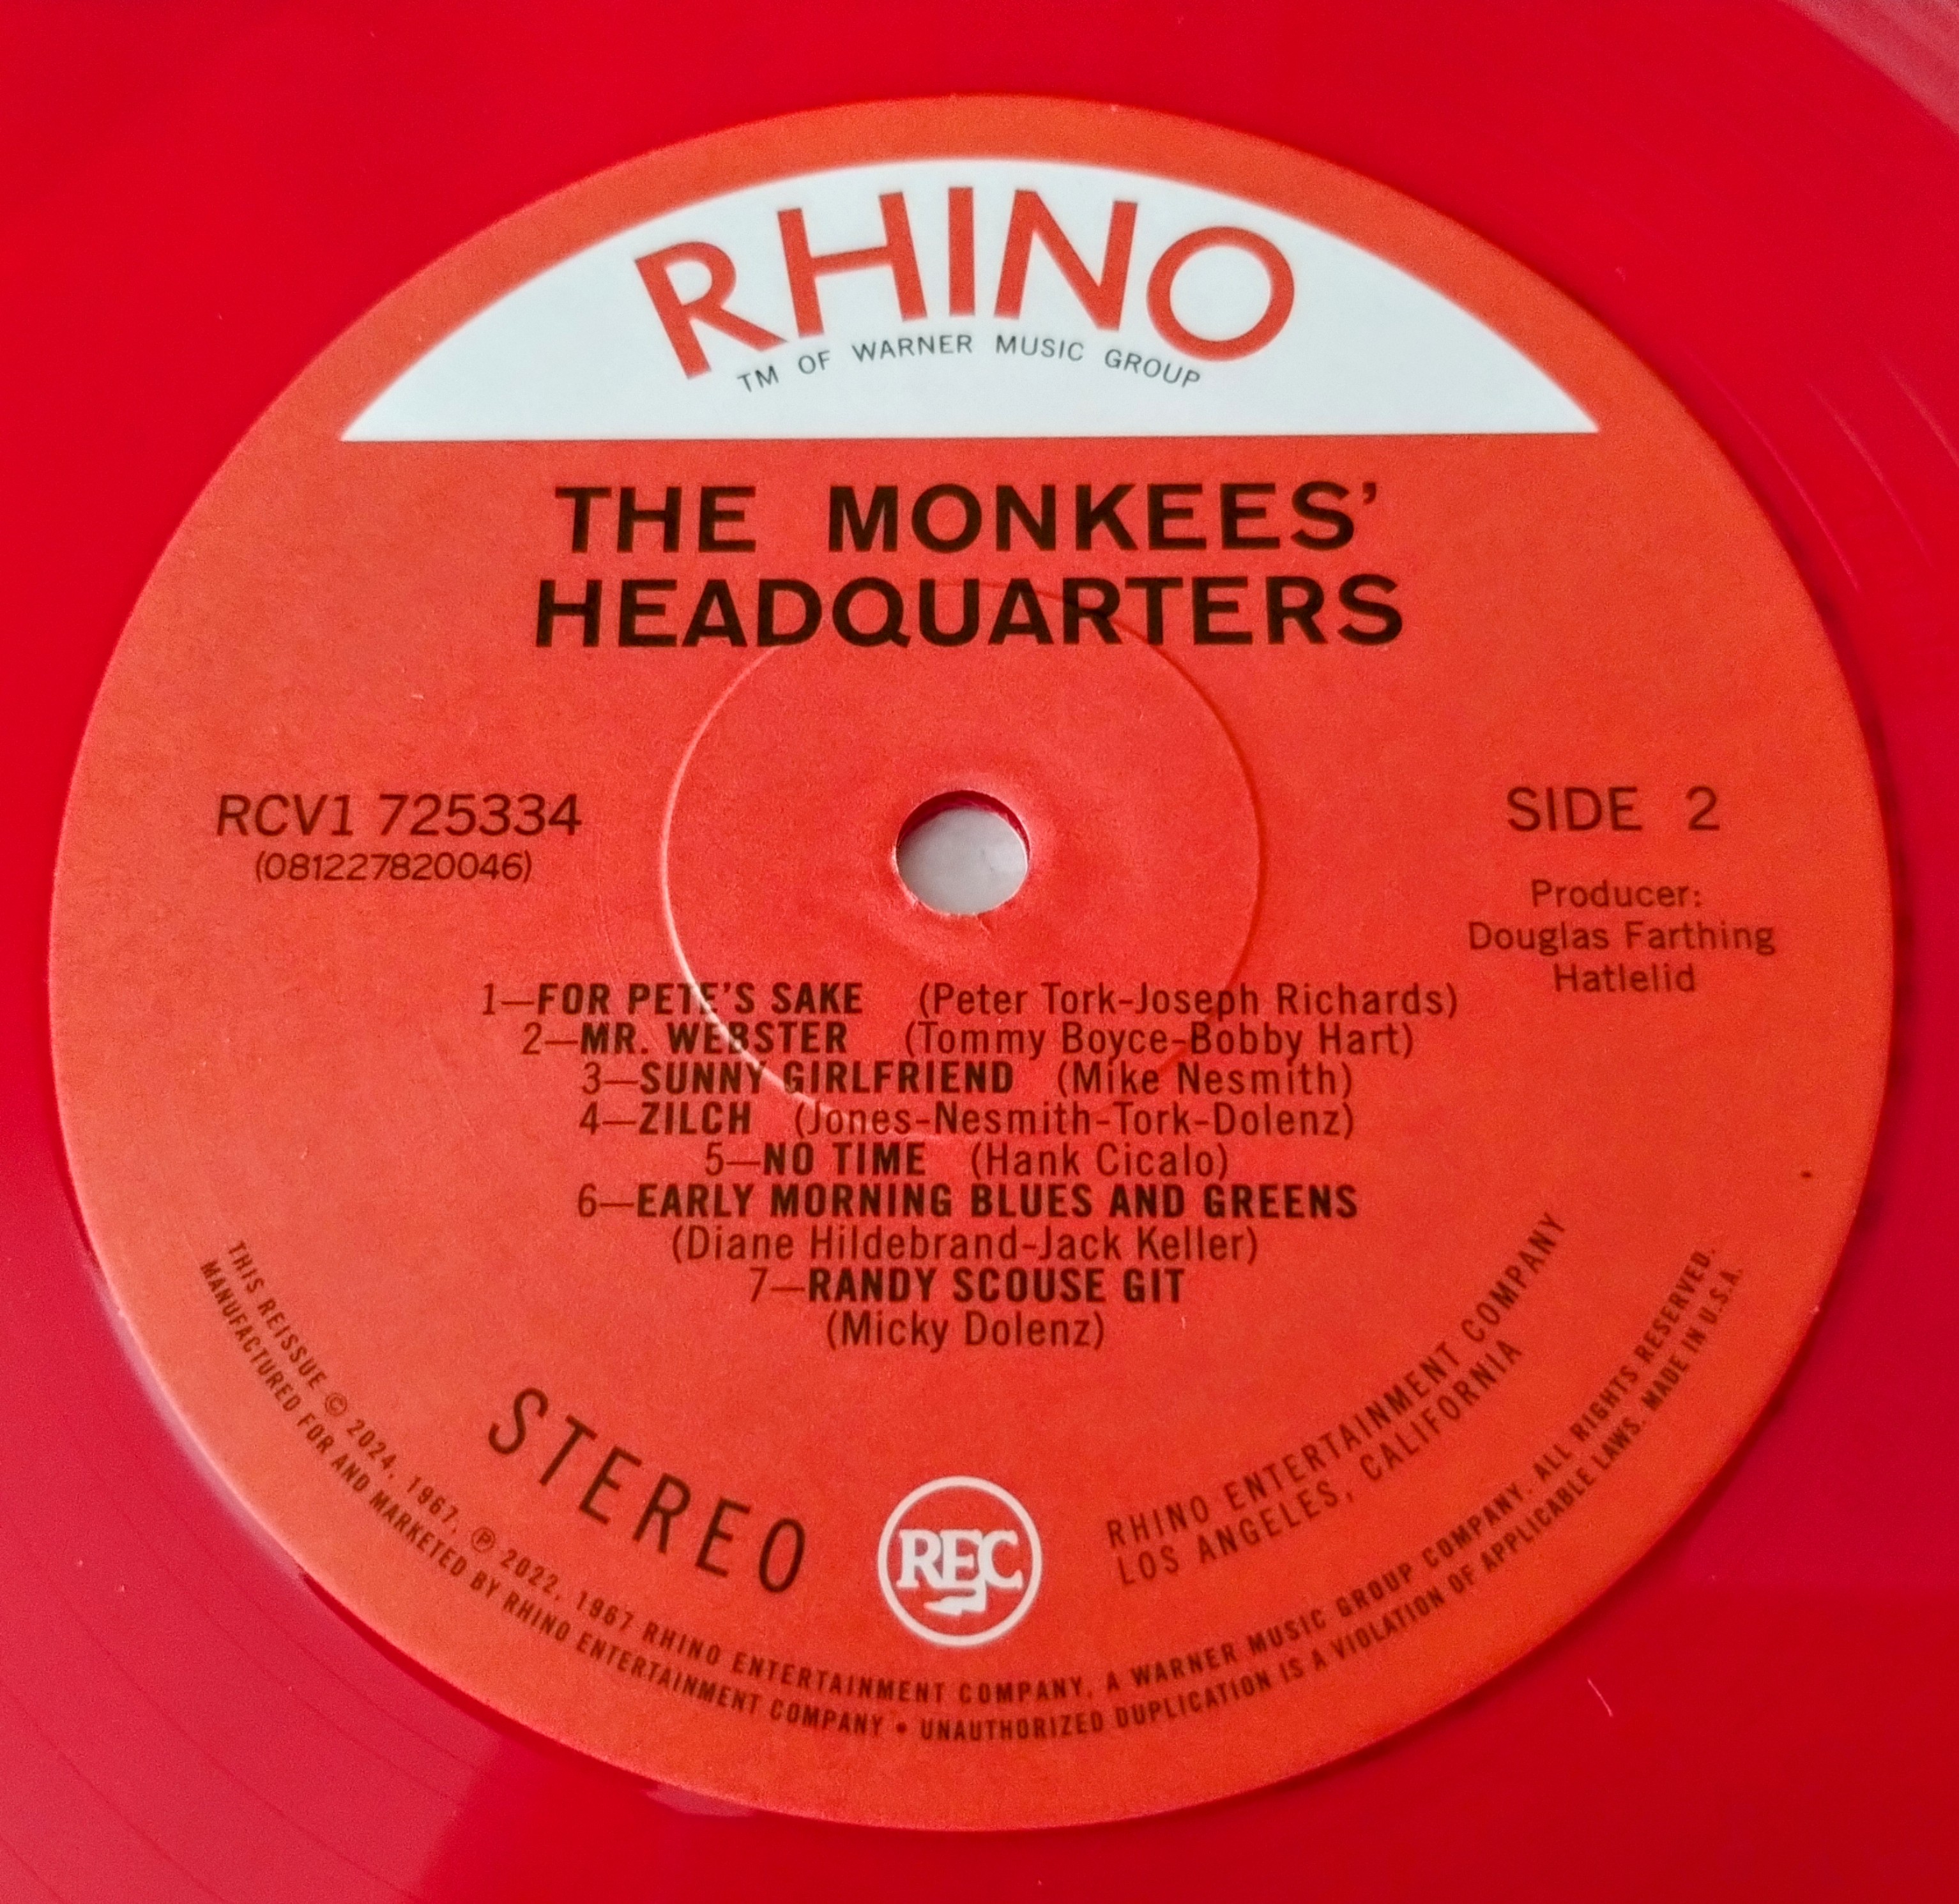 RHINO
TM OF WARNER MUSIC GROUP
THE MONKEES'
HEADQUARTERS
RCV1 725334
(081227820046)
SIDE 2
Producer:
Douglas Farthing
Hatlelid
1—FOR PETE'S SAKE (Peter Tork-Joseph Richards)
2—MR. WEBSTER (Tommy Boyce-Bobby Hart)
3—SUNNY GIRLFRIEND (Mike Nesmith)
4—ZILCH (Jones-Nesmith-Tork-Dolenz)
5—NO TIME (Hank Cicalo)
6—EARLY MORNING BLUES AND GREENS
(Diane Hildebrand-Jack Keller)
7—RANDY SCOUSE GIT
(Micky Dolenz)
STEREO
REC
RHINO ENTERTAINMENT COMPANY
LOS ANGELES, CALIFORNIA
THIS REISSUE © 2024, 1967, ℗ 2022, 1967 RHINO ENTERTAINMENT COMPANY, A WARNER MUSIC GROUP COMPANY. ALL RIGHTS RESERVED.
MANUFACTURED FOR AND MARKETED BY RHINO ENTERTAINMENT COMPANY • UNAUTHORIZED DUPLICATION IS A VIOLATION OF APPLICABLE LAWS. MADE IN U.S.A.